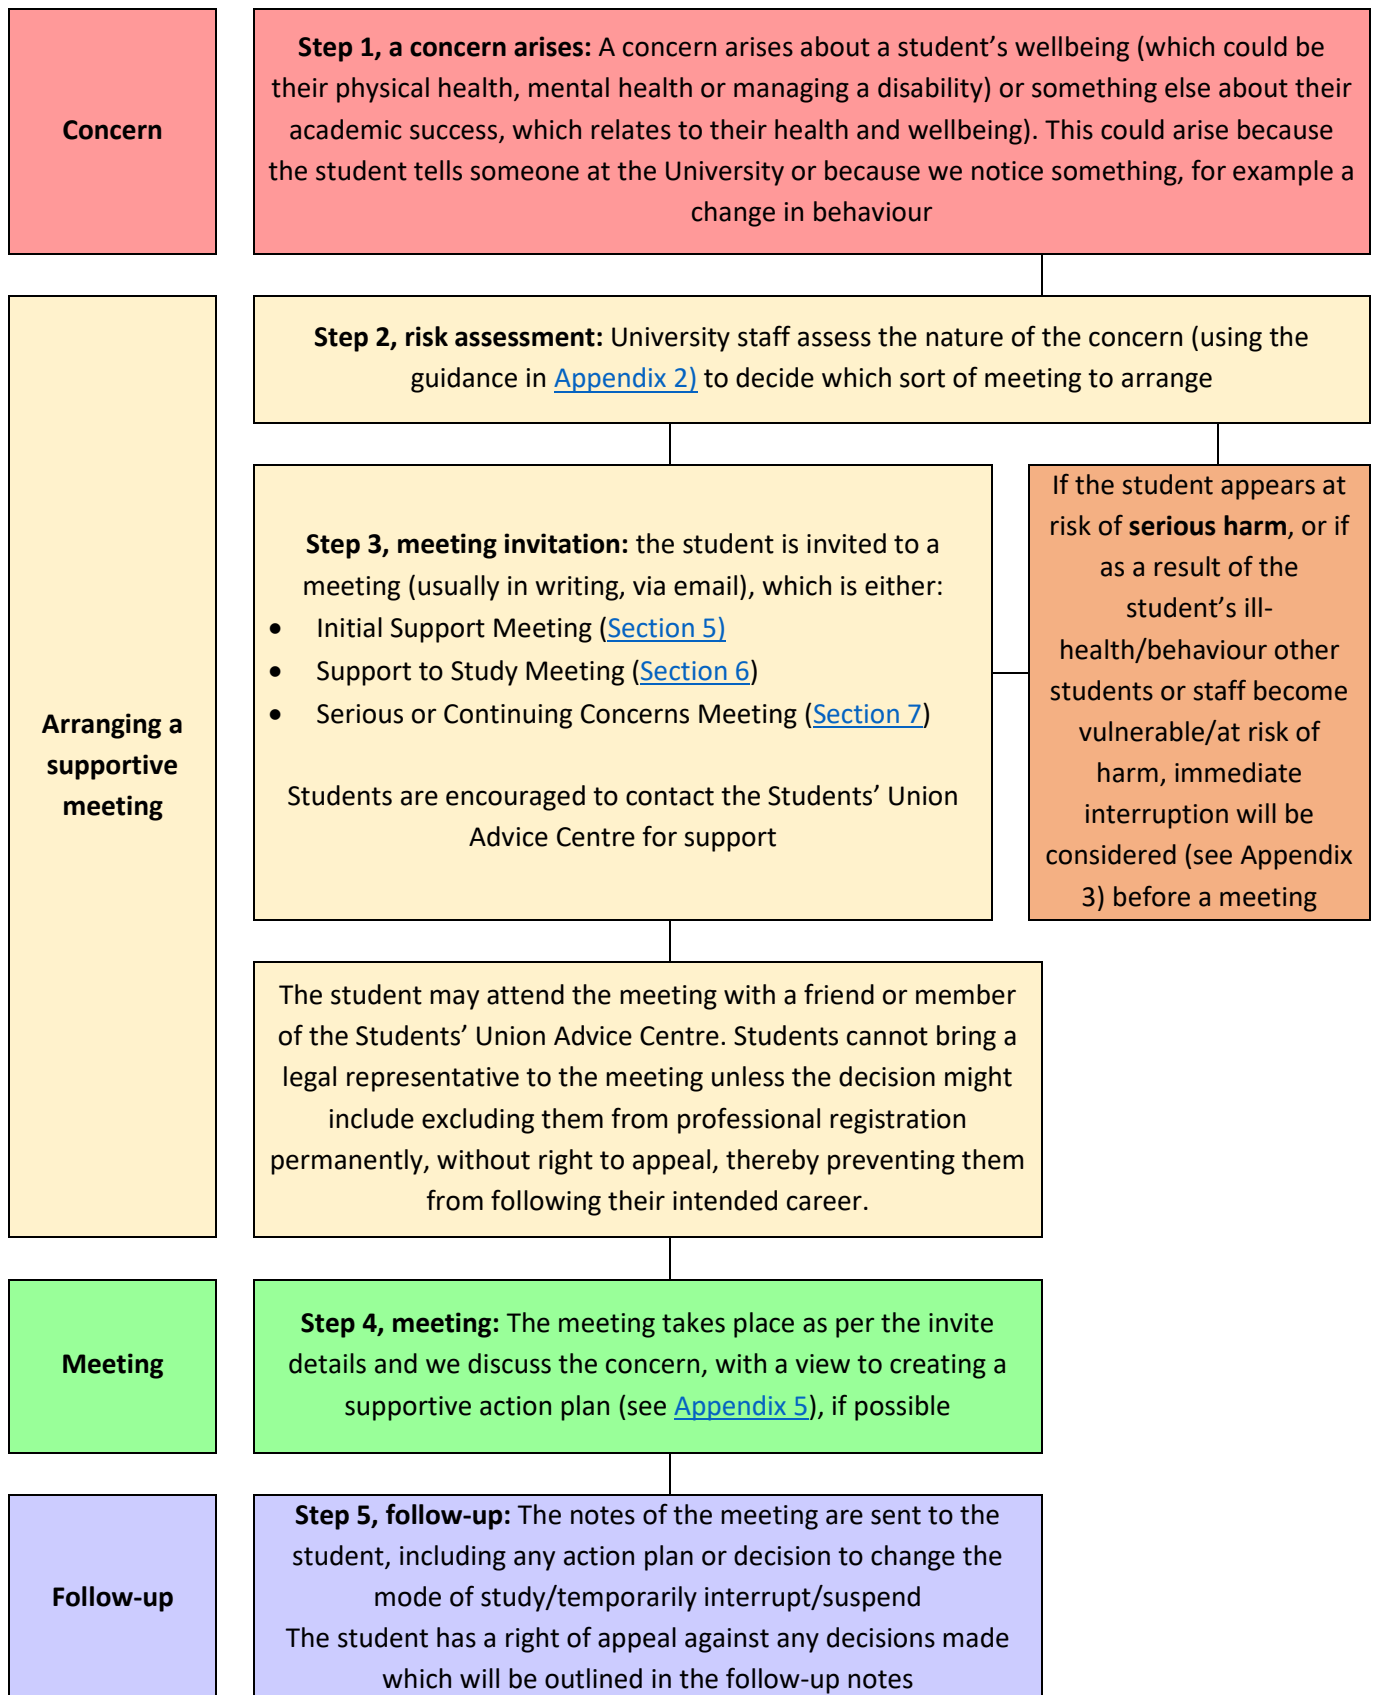 Concern
Step 1, a concern arises: A concern arises about a student’s wellbeing (which could be
their physical health, mental health or managing a disability) or something else about their
academic success, which relates to their health and wellbeing). This could arise because
the student tells someone at the University or because we notice something, for example a
change in behaviour
Arranging a
supportive
meeting
Step 2, risk assessment: University staff assess the nature of the concern (using the
guidance in Appendix 2) to decide which sort of meeting to arrange
Step 3, meeting invitation: the student is invited to a
meeting (usually in writing, via email), which is either:
• Initial Support Meeting (Section 5)
• Support to Study Meeting (Section 6)
• Serious or Continuing Concerns Meeting (Section 7)
Students are encouraged to contact the Students’ Union
Advice Centre for support
If the student appears at
risk of serious harm, or if
as a result of the
student’s ill-
health/behaviour other
students or staff become
vulnerable/at risk of
harm, immediate
interruption will be
considered (see Appendix
3) before a meeting
The student may attend the meeting with a friend or member
of the Students’ Union Advice Centre. Students cannot bring a
legal representative to the meeting unless the decision might
include excluding them from professional registration
permanently, without right to appeal, thereby preventing them
from following their intended career.
Meeting
Step 4, meeting: The meeting takes place as per the invite
details and we discuss the concern, with a view to creating a
supportive action plan (see Appendix 5), if possible
Follow-up
Step 5, follow-up: The notes of the meeting are sent to the
student, including any action plan or decision to change the
mode of study/temporarily interrupt/suspend
The student has a right of appeal against any decisions made
which will be outlined in the follow-up notes